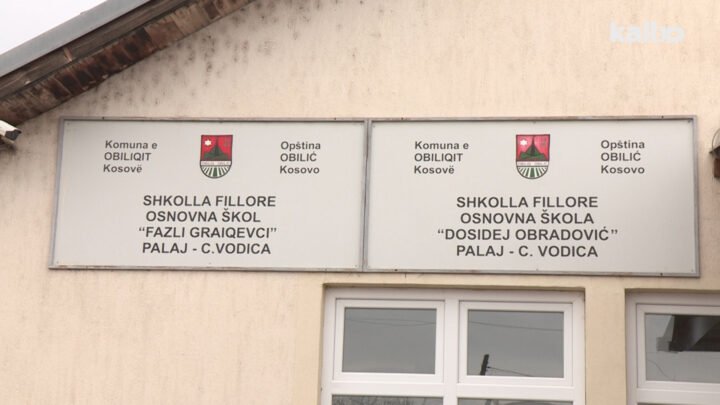 kallxo
Komuna e
OBILIQIT
Kosovë
Opština
OBILIĆ
Kosovo
SHKOLLA FILLORE
OSNOVNA ŠKOL
“FAZLI GRAIQEVCI”
PALAJ - C.VODICA
Komuna e
OBILIQIT
Kosovë
Opština
OBILIĆ
Kosovo
SHKOLLA FILLORE
OSNOVNA ŠKOLA
“DOSIDEJ OBRADOVIĆ”
PALAJ - C. VODICA